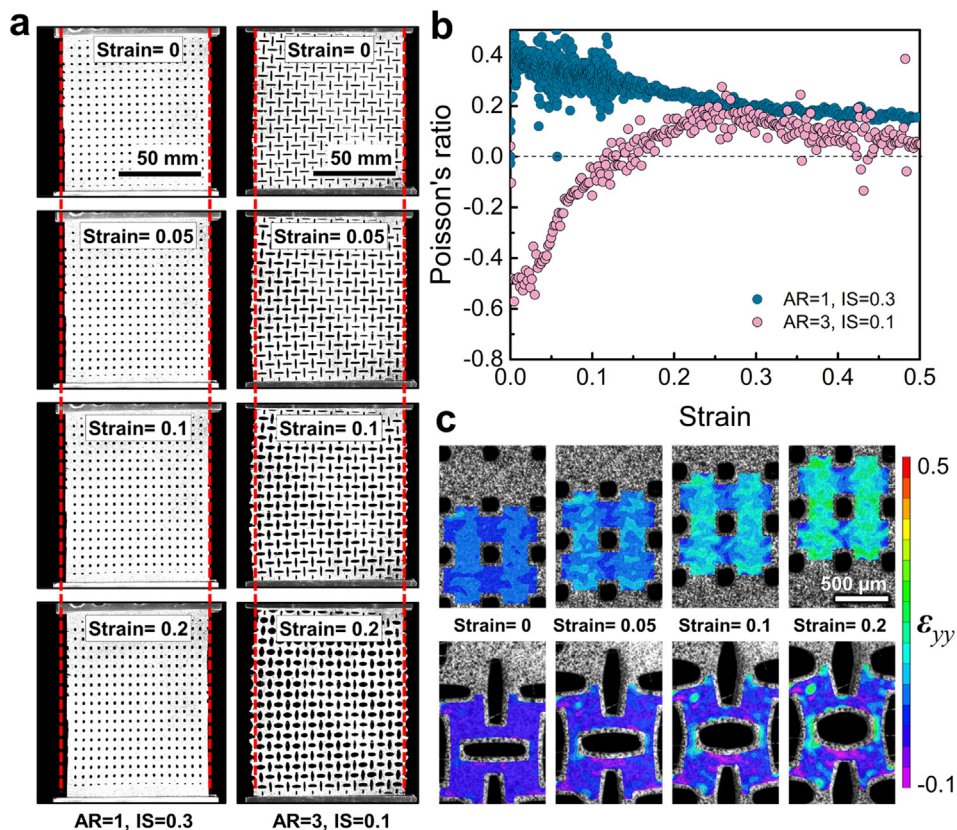 a
Strain= 0
Strain= 0
50 mm
50 mm
Strain= 0.05
Strain= 0.05
Strain= 0.1
Strain= 0.1
Strain= 0.2
Strain= 0.2
AR=1, IS=0.3
AR=3, IS=0.1
b
Poisson's ratio
0.4
0.2
0.0
-0.2
-0.4
-0.6
-0.8
AR=1, IS=0.3
AR=3, IS=0.1
0.0
0.1
0.2
0.3
0.4
0.5
Strain
c
500 μm
Strain= 0
Strain= 0.05
Strain= 0.1
Strain= 0.2
0.5
εyy
-0.1